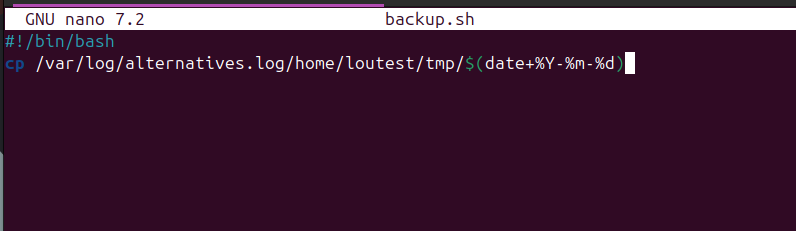 GNU nano 7.2 backup.sh
#!/bin/bash
cp /var/log/alternatives.log/home/loutest/tmp/$(date+%Y-%m-%d)